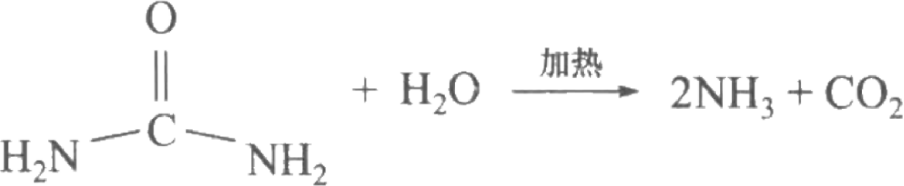 O
H₂N C NH₂ + H₂O 加热 2NH₃ + CO₂